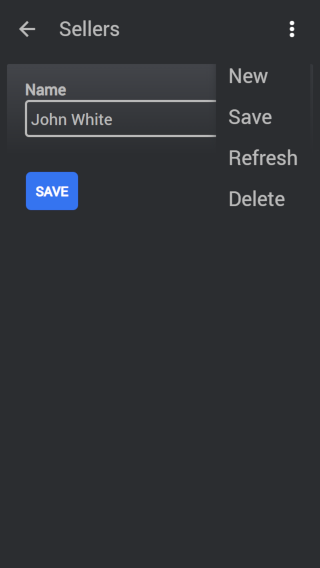 Sellers
New
Name
John White
Save
Refresh
SAVE
Delete